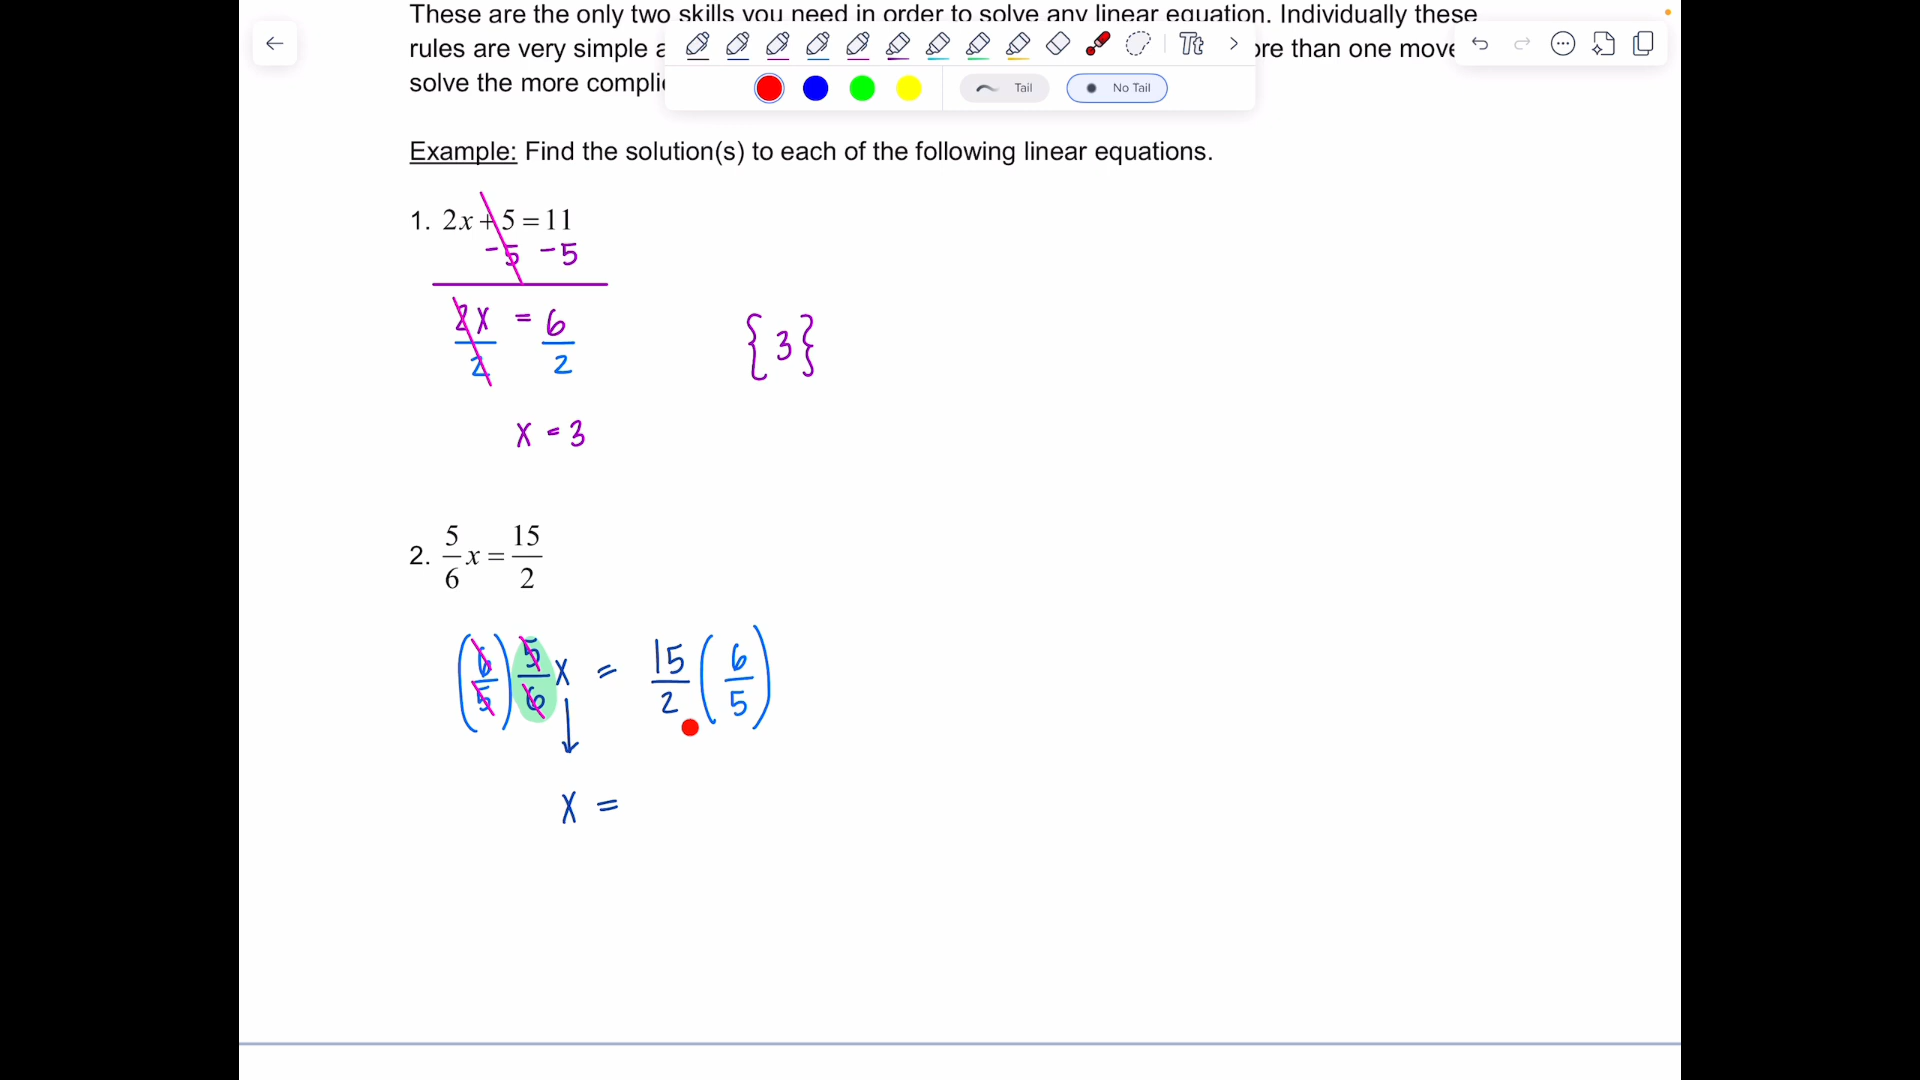 These are the only two skills you need in order to solve any linear equation. Individually these
rules are very simple a
ore than one move
solve the more compli
Tt
Tail
No Tail
Example: Find the solution(s) to each of the following linear equations.
1. 2x + 5 = 11
-5 -5
2x = 6
2 2
{3}
x = 3
2. 5/6 x = 15/2
(6/5) 5/6 x = 15/2 (6/5)
x =